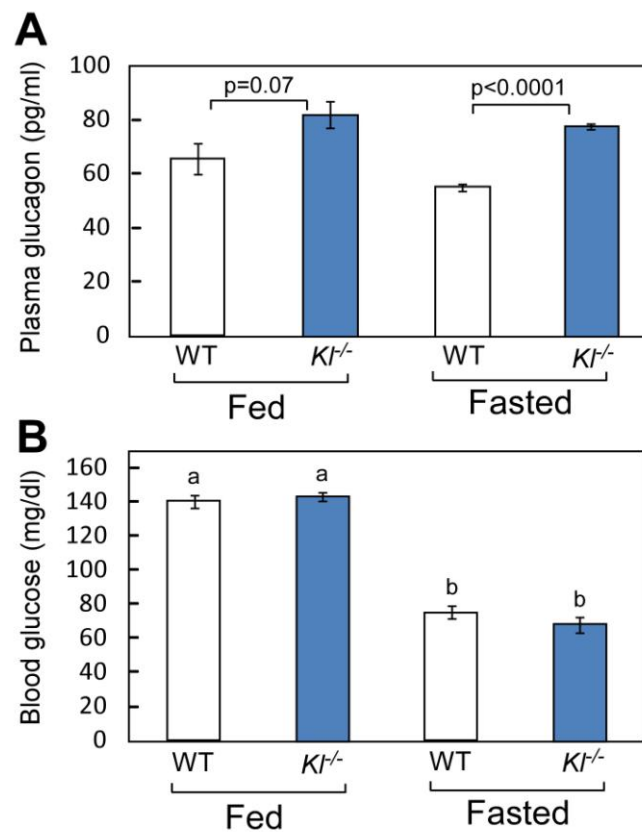 A
Plasma glucagon (pg/ml)
100
80
60
40
20
0
p=0.07
p<0.0001
WT
Kl-/-
WT
Kl-/-
Fed
Fasted
B
Blood glucose (mg/dl)
160
140
120
100
80
60
40
20
0
a
a
b
b
WT
Kl-/-
WT
Kl-/-
Fed
Fasted